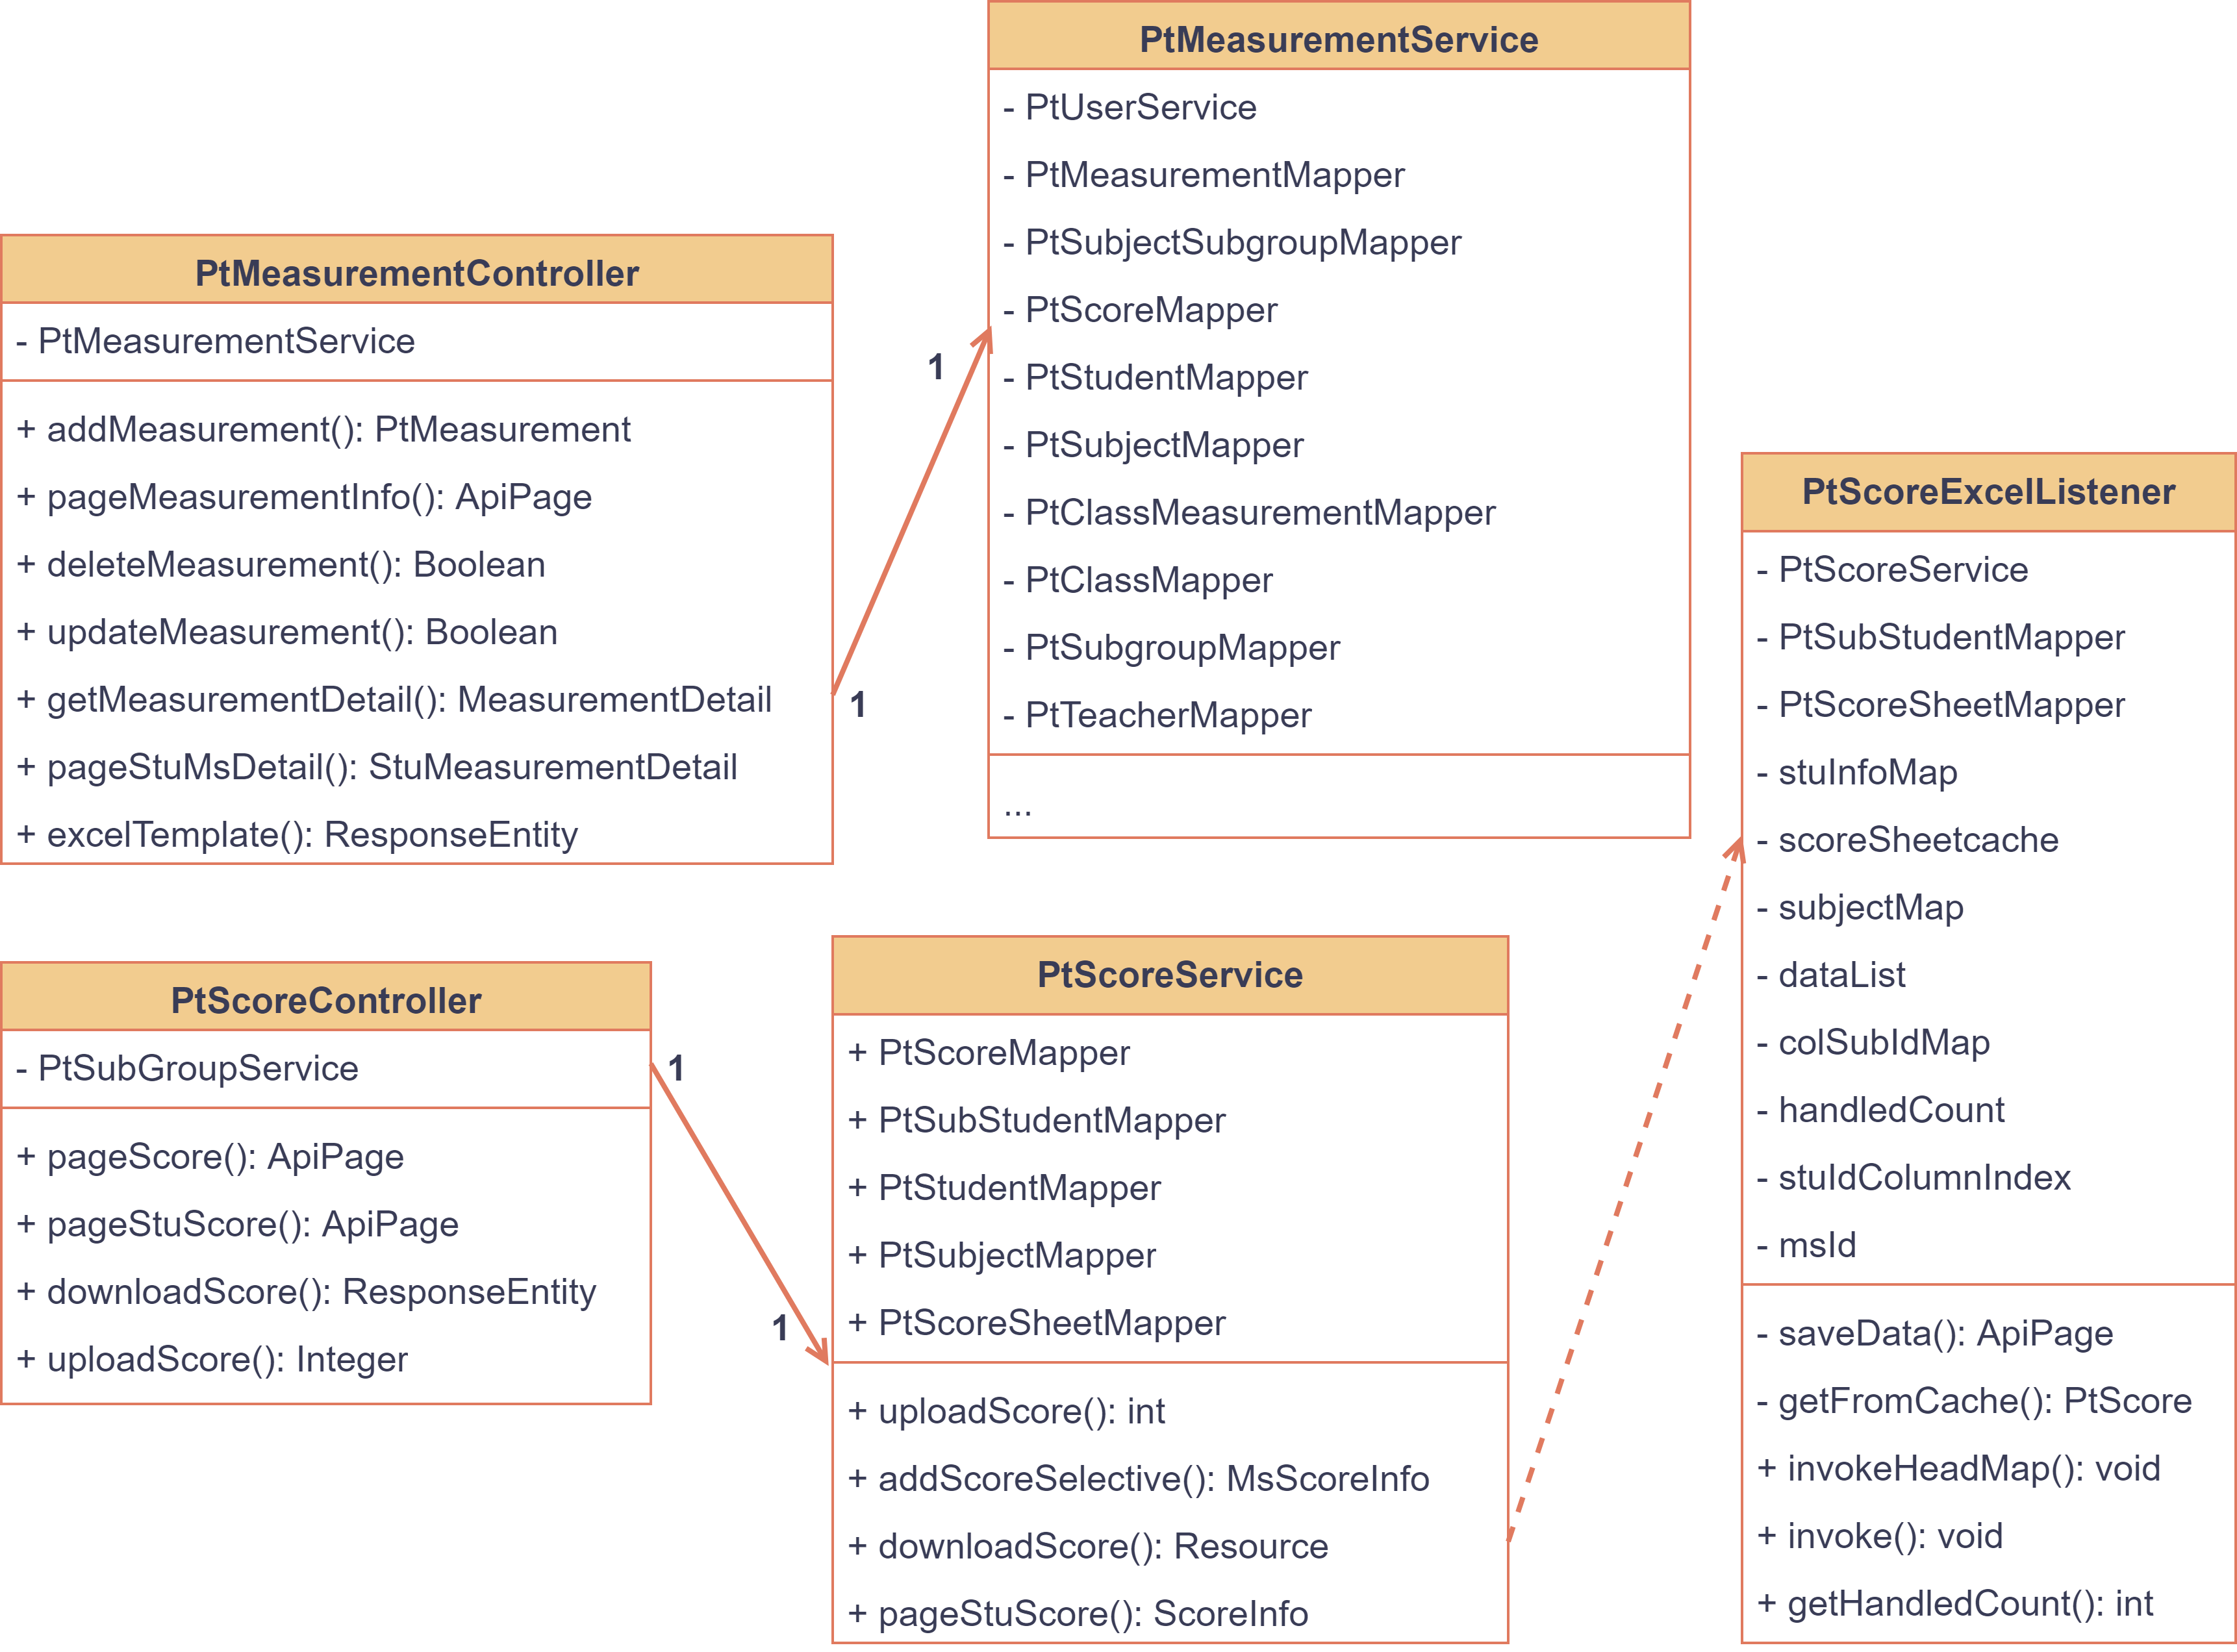 PtMeasurementService
- PtUserService
- PtMeasurementMapper
- PtSubjectSubgroupMapper
- PtScoreMapper
- PtStudentMapper
- PtSubjectMapper
- PtClassMeasurementMapper
- PtClassMapper
- PtSubgroupMapper
- PtTeacherMapper
...
PtMeasurementController
- PtMeasurementService
+ addMeasurement(): PtMeasurement
+ pageMeasurementInfo(): ApiPage
+ deleteMeasurement(): Boolean
+ updateMeasurement(): Boolean
+ getMeasurementDetail(): MeasurementDetail
+ pageStuMsDetail(): StuMeasurementDetail
+ excelTemplate(): ResponseEntity
1
1
PtScoreExcelListener
- PtScoreService
- PtSubStudentMapper
- PtScoreSheetMapper
- stuInfoMap
- scoreSheetcache
- subjectMap
- dataList
- colSubIdMap
- handledCount
- stuIdColumnIndex
- msId
- saveData(): ApiPage
- getFromCache(): PtScore
+ invokeHeadMap(): void
+ invoke(): void
+ getHandledCount(): int
PtScoreController
- PtSubGroupService
+ pageScore(): ApiPage
+ pageStuScore(): ApiPage
+ downloadScore(): ResponseEntity
+ uploadScore(): Integer
1
1
PtScoreService
+ PtScoreMapper
+ PtSubStudentMapper
+ PtStudentMapper
+ PtSubjectMapper
+ PtScoreSheetMapper
+ uploadScore(): int
+ addScoreSelective(): MsScoreInfo
+ downloadScore(): Resource
+ pageStuScore(): ScoreInfo